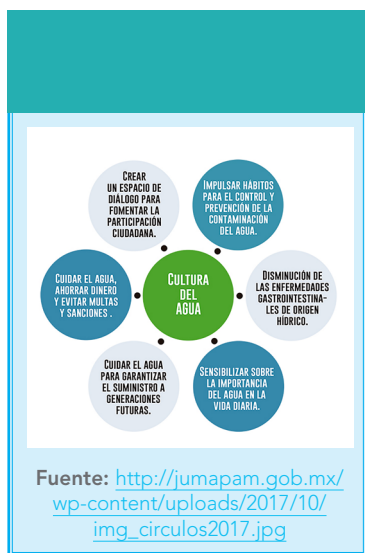 CREAR
UN ESPACIO DE
DIÁLOGO PARA
FOMENTAR LA
PARTICIPACIÓN
CIUDADANA.
IMPULSAR HÁBITOS
PARA EL CONTROL Y
PREVENCIÓN DE LA
CONTAMINACIÓN
DEL AGUA.
CUIDAR EL AGUA,
AHORRAR DINERO
Y EVITAR MULTAS
Y SANCIONES .
CULTURA
DEL
AGUA
DISMINUCIÓN DE
LAS ENFERMEDADES
GASTROINTESTINA-
LES DE ORIGEN
HÍDRICO.
CUIDAR EL AGUA
PARA GARANTIZAR
EL SUMINISTRO A
GENERACIONES
FUTURAS.
SENSIBILIZAR SOBRE
LA IMPORTANCIA
DEL AGUA EN LA
VIDA DIARIA.
Fuente: http://jumapam.gob.mx/
wp-content/uploads/2017/10/
img_circulos2017.jpg